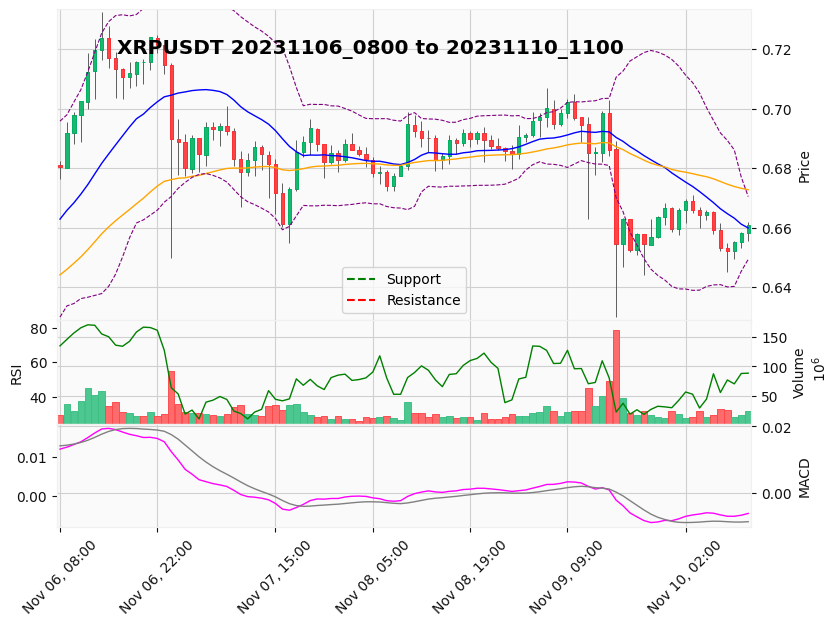 XRPUSDT 20231106_0800 to 20231110_1100
0.72
0.70
0.68
0.66
0.64
Price
Support
Resistance
80
60
40
RSI
150
100
50
Volume
10^6
0.01
0.00
0.02
0.00
MACD
Nov 06, 08:00
Nov 06, 22:00
Nov 07, 15:00
Nov 08, 05:00
Nov 08, 19:00
Nov 09, 09:00
Nov 10, 02:00